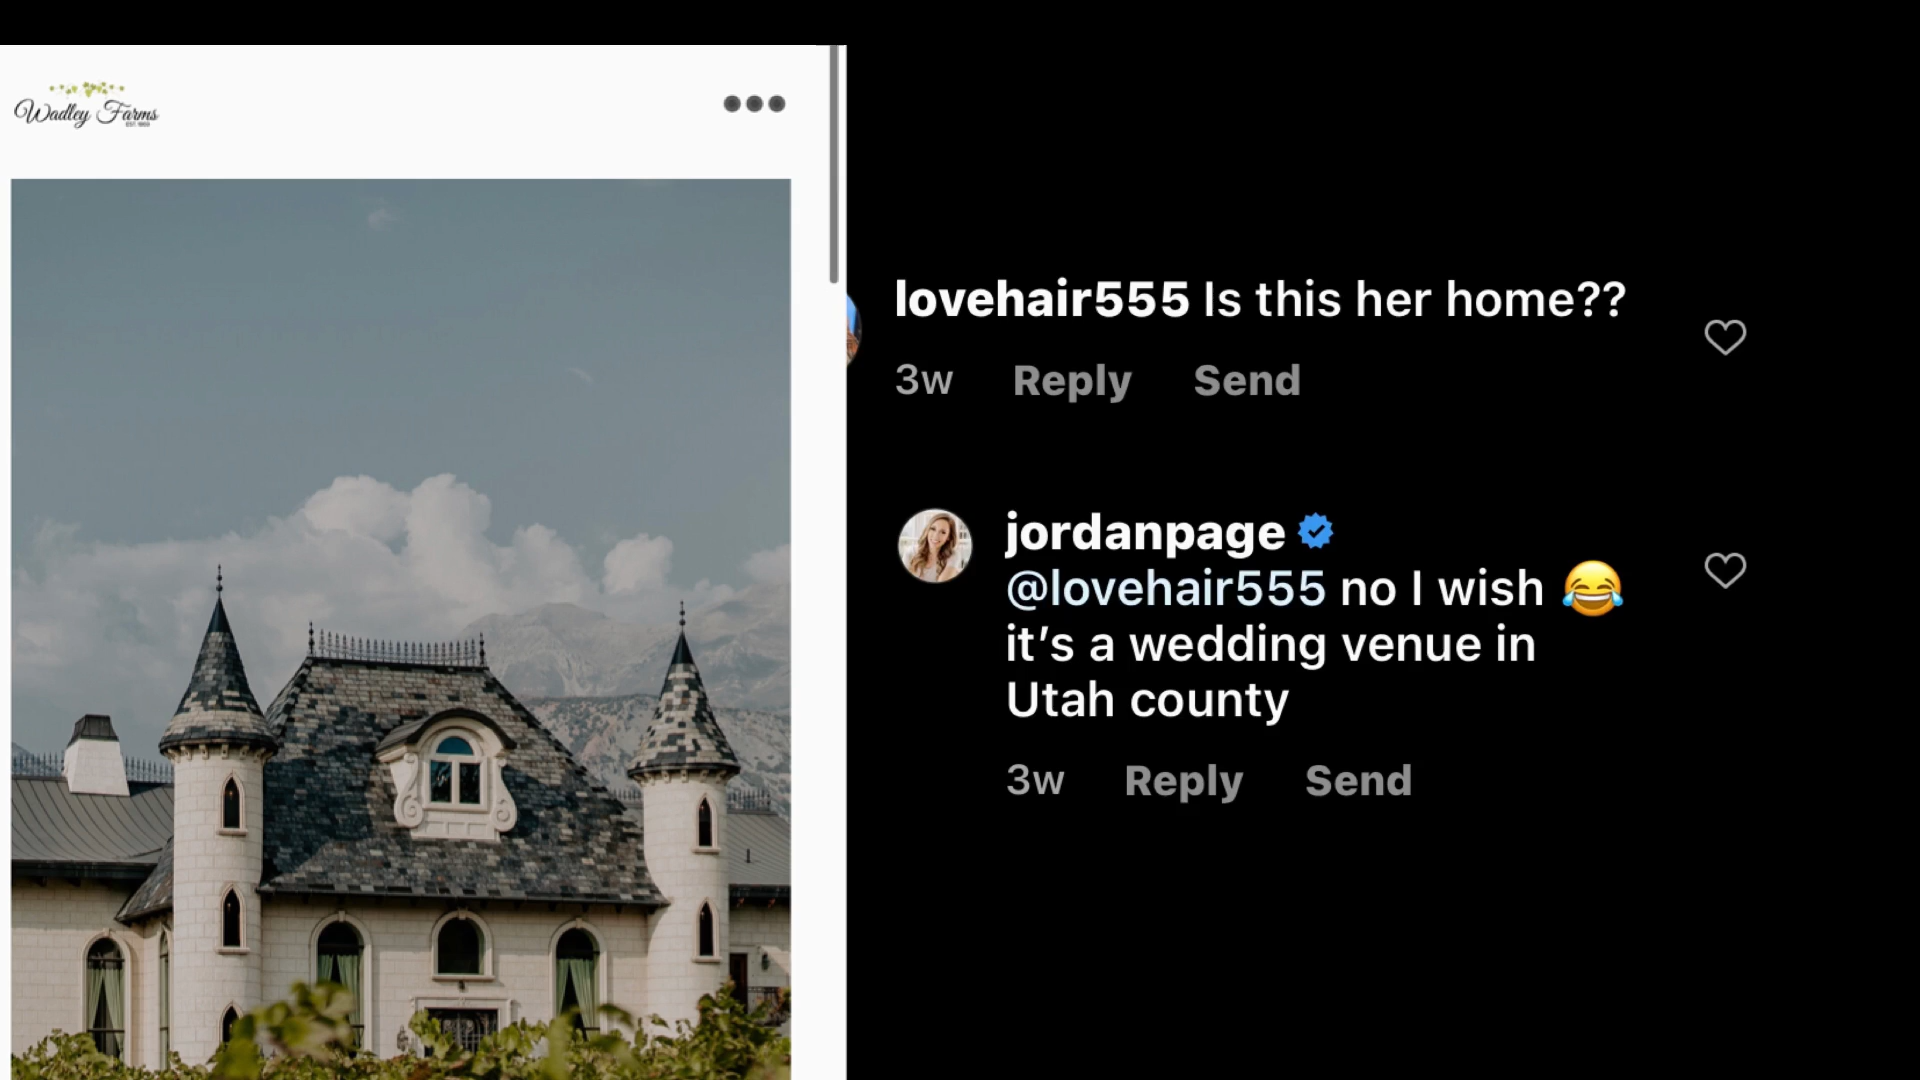 Wadley Farms
EST. 1869
lovehair555 Is this her home??
3w Reply Send
jordanpage
@lovehair555 no I wish 😂
it’s a wedding venue in
Utah county
3w Reply Send